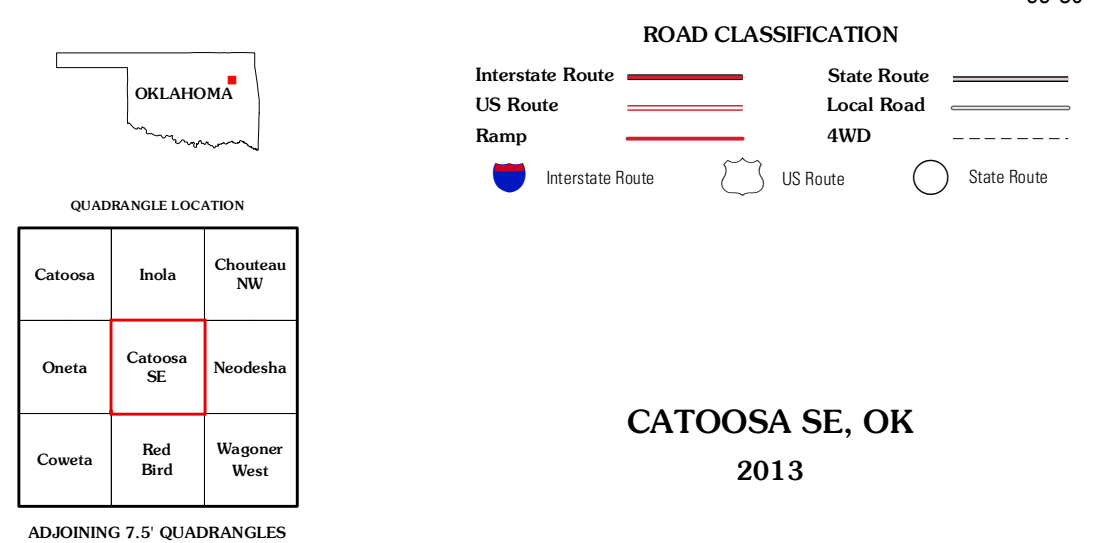 ROAD CLASSIFICATION
Interstate Route
State Route
US Route
Local Road
Ramp
4WD
Interstate Route
US Route
State Route
OKLAHOMA
QUADRANGLE LOCATION
Catoosa
Inola
Chouteau
NW
Oneta
Catoosa
SE
Neodesha
Coweta
Red
Bird
Wagoner
West
ADJOINING 7.5' QUADRANGLES
CATOOSA SE, OK
2013